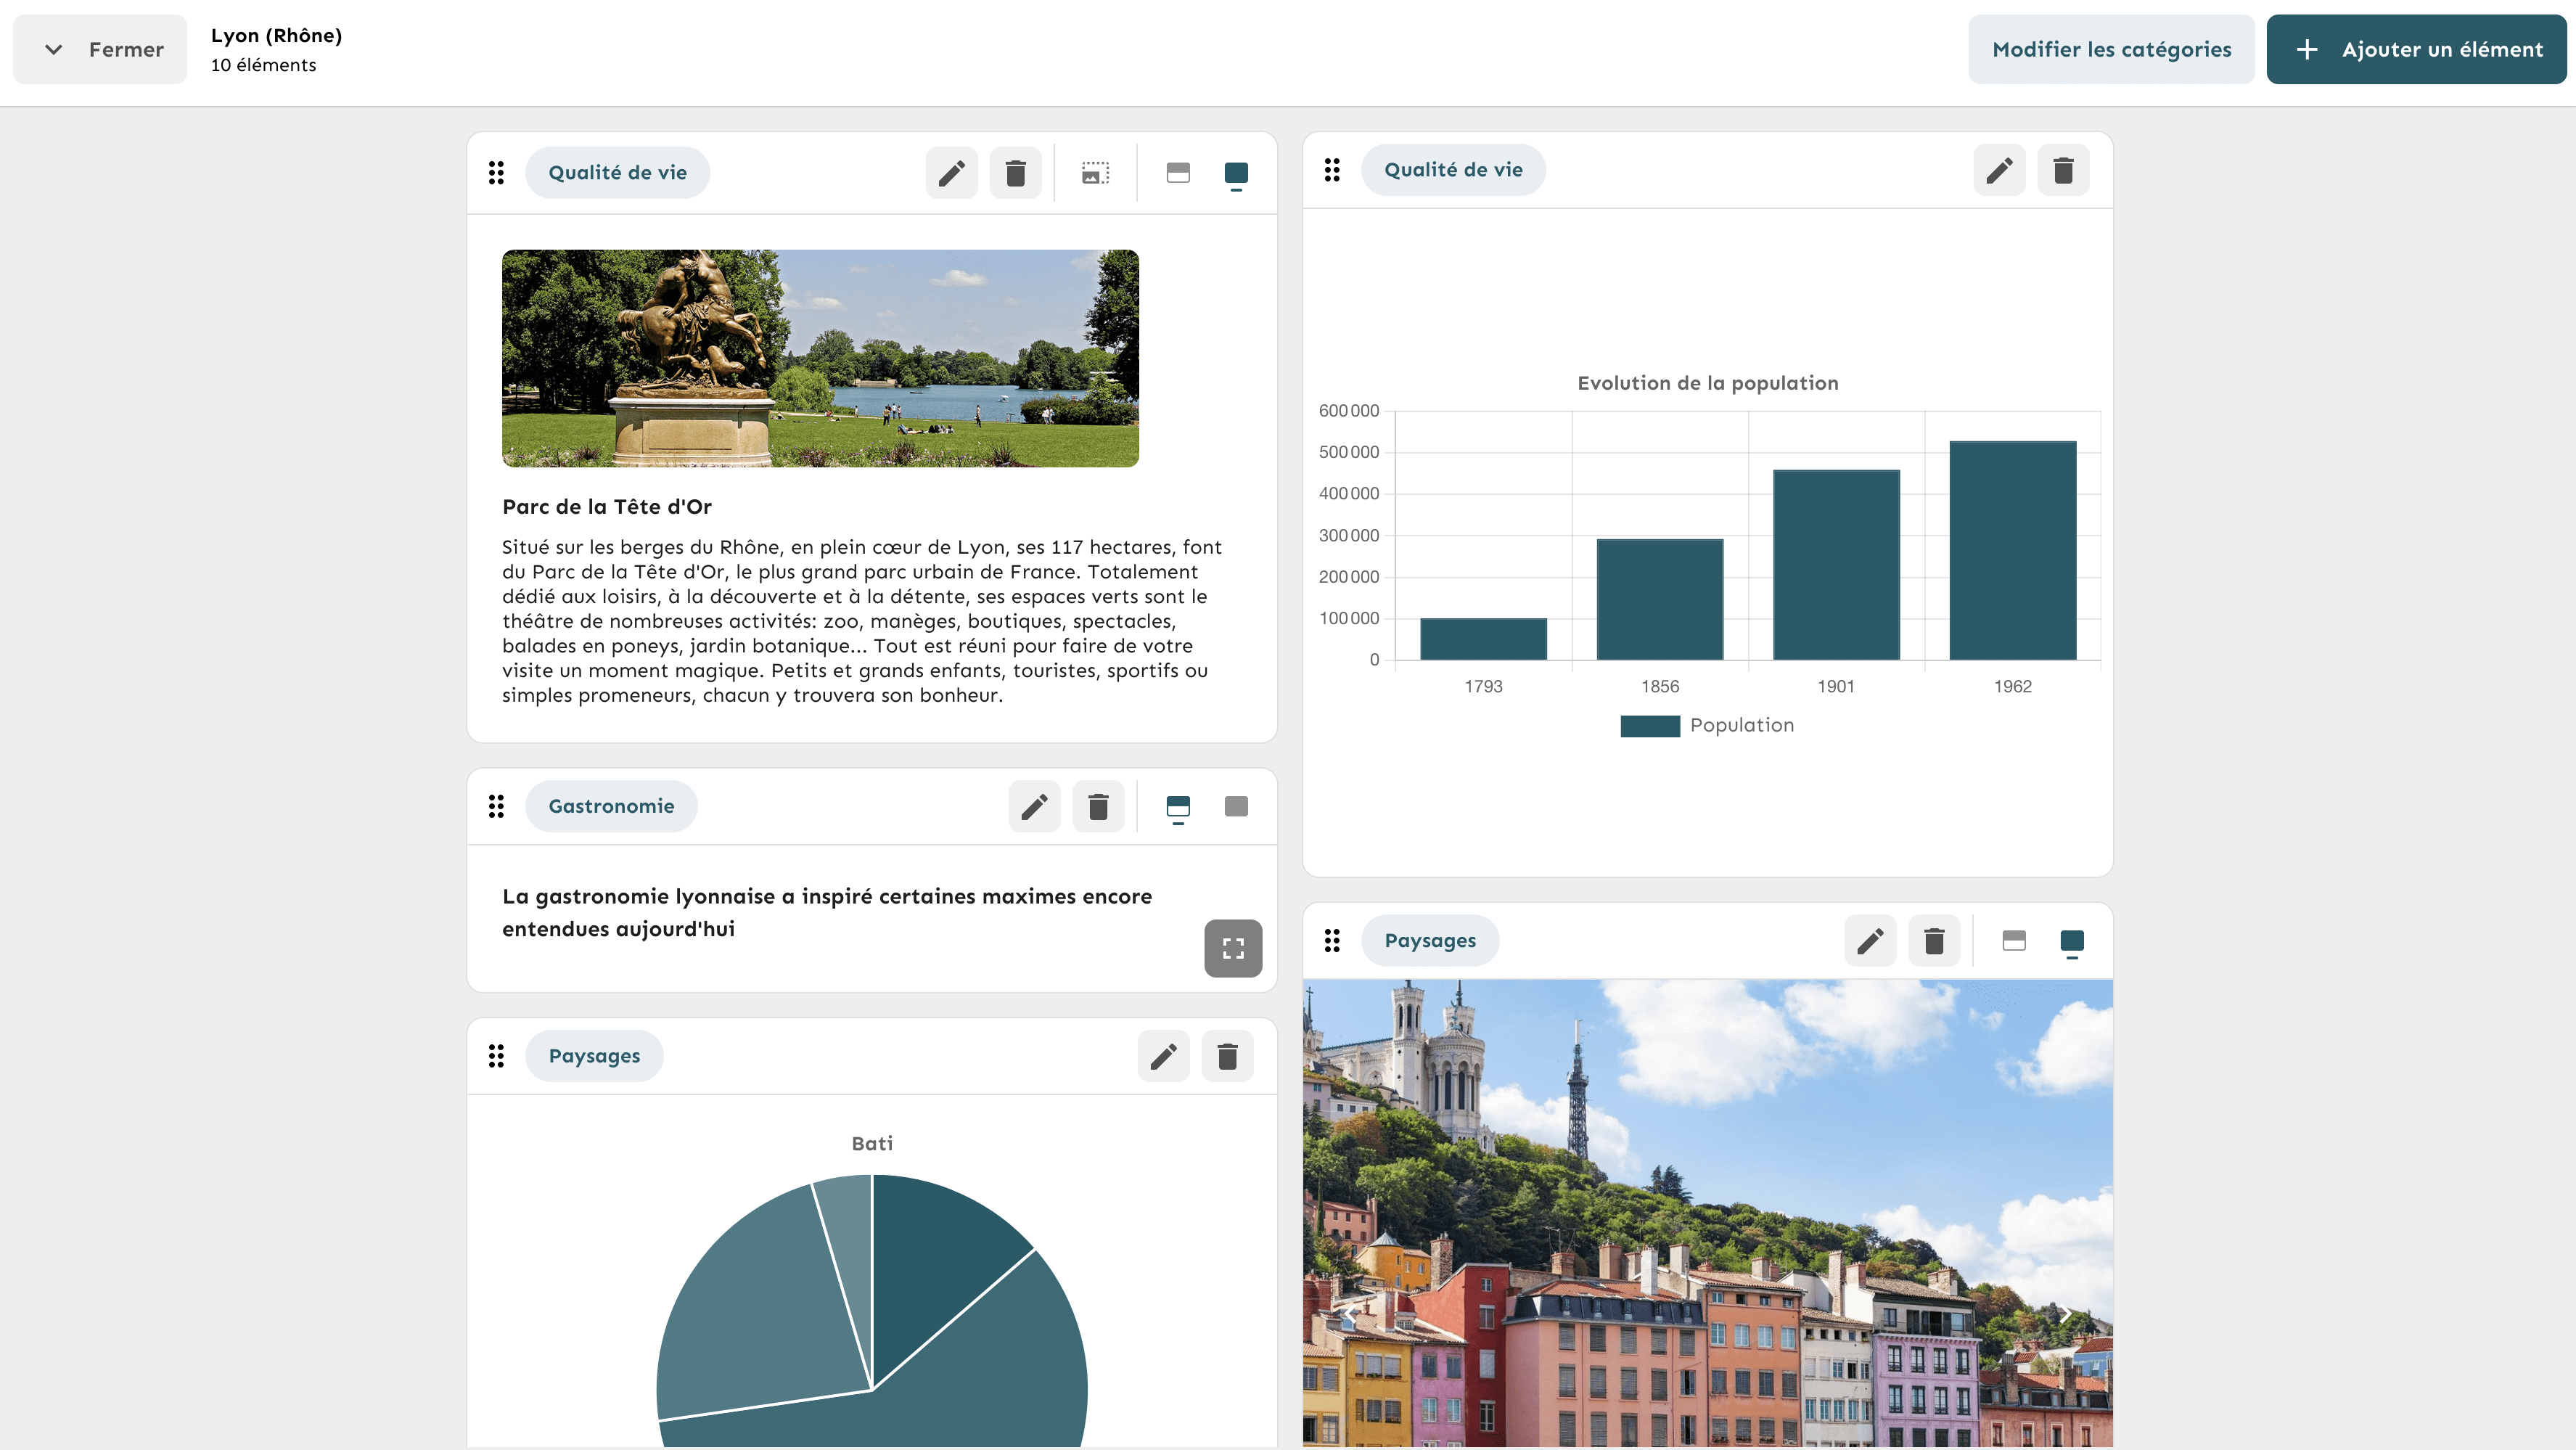 Fermer
Lyon (Rhône)
10 éléments
Modifier les catégories
Ajouter un élément
Qualité de vie
Parc de la Tête d'Or
Situé sur les berges du Rhône, en plein cœur de Lyon, ses 117 hectares, font
du Parc de la Tête d'Or, le plus grand parc urbain de France. Totalement
dédié aux loisirs, à la découverte et à la détente, ses espaces verts sont le
théâtre de nombreuses activités: zoo, manèges, boutiques, spectacles,
balades en poneys, jardin botanique... Tout est réuni pour faire de votre
visite un moment magique. Petits et grands enfants, touristes, sportifs ou
simples promeneurs, chacun y trouvera son bonheur.
Gastronomie
La gastronomie lyonnaise a inspiré certaines maximes encore
entendues aujourd'hui
Paysages
Bati
Qualité de vie
Evolution de la population
600 000
500 000
400 000
300 000
200 000
100 000
0
1793 1856 1901 1962
Population
Paysages